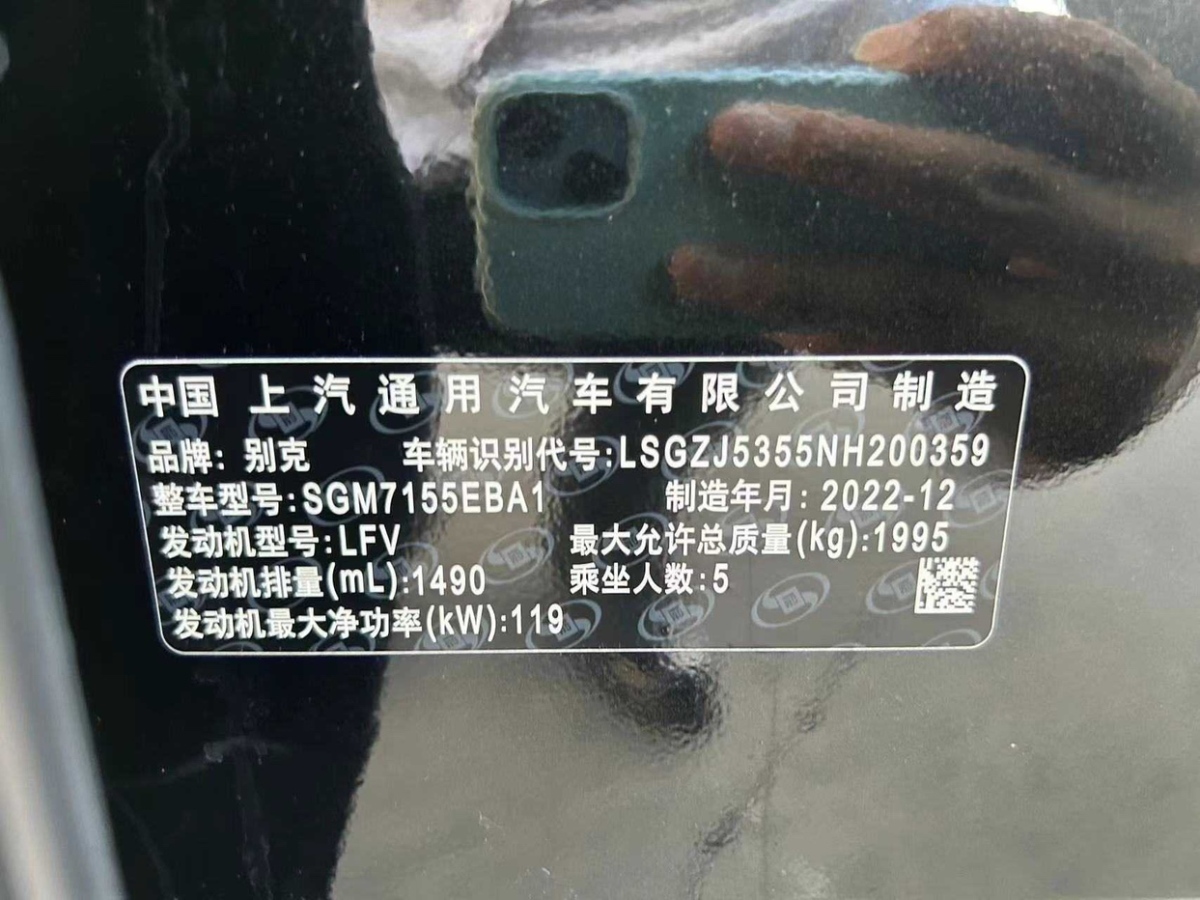 中国 上汽通用汽车有限公司制造
品牌: 别克 车辆识别代号:LSGZJ5355NH200359
整车型号:SGM7155EBA1 制造年月: 2022-12
发动机型号:LFV 最大允许总质量(kg):1995
发动机排量(mL):1490 乘坐人数:5
发动机最大净功率(kW):119